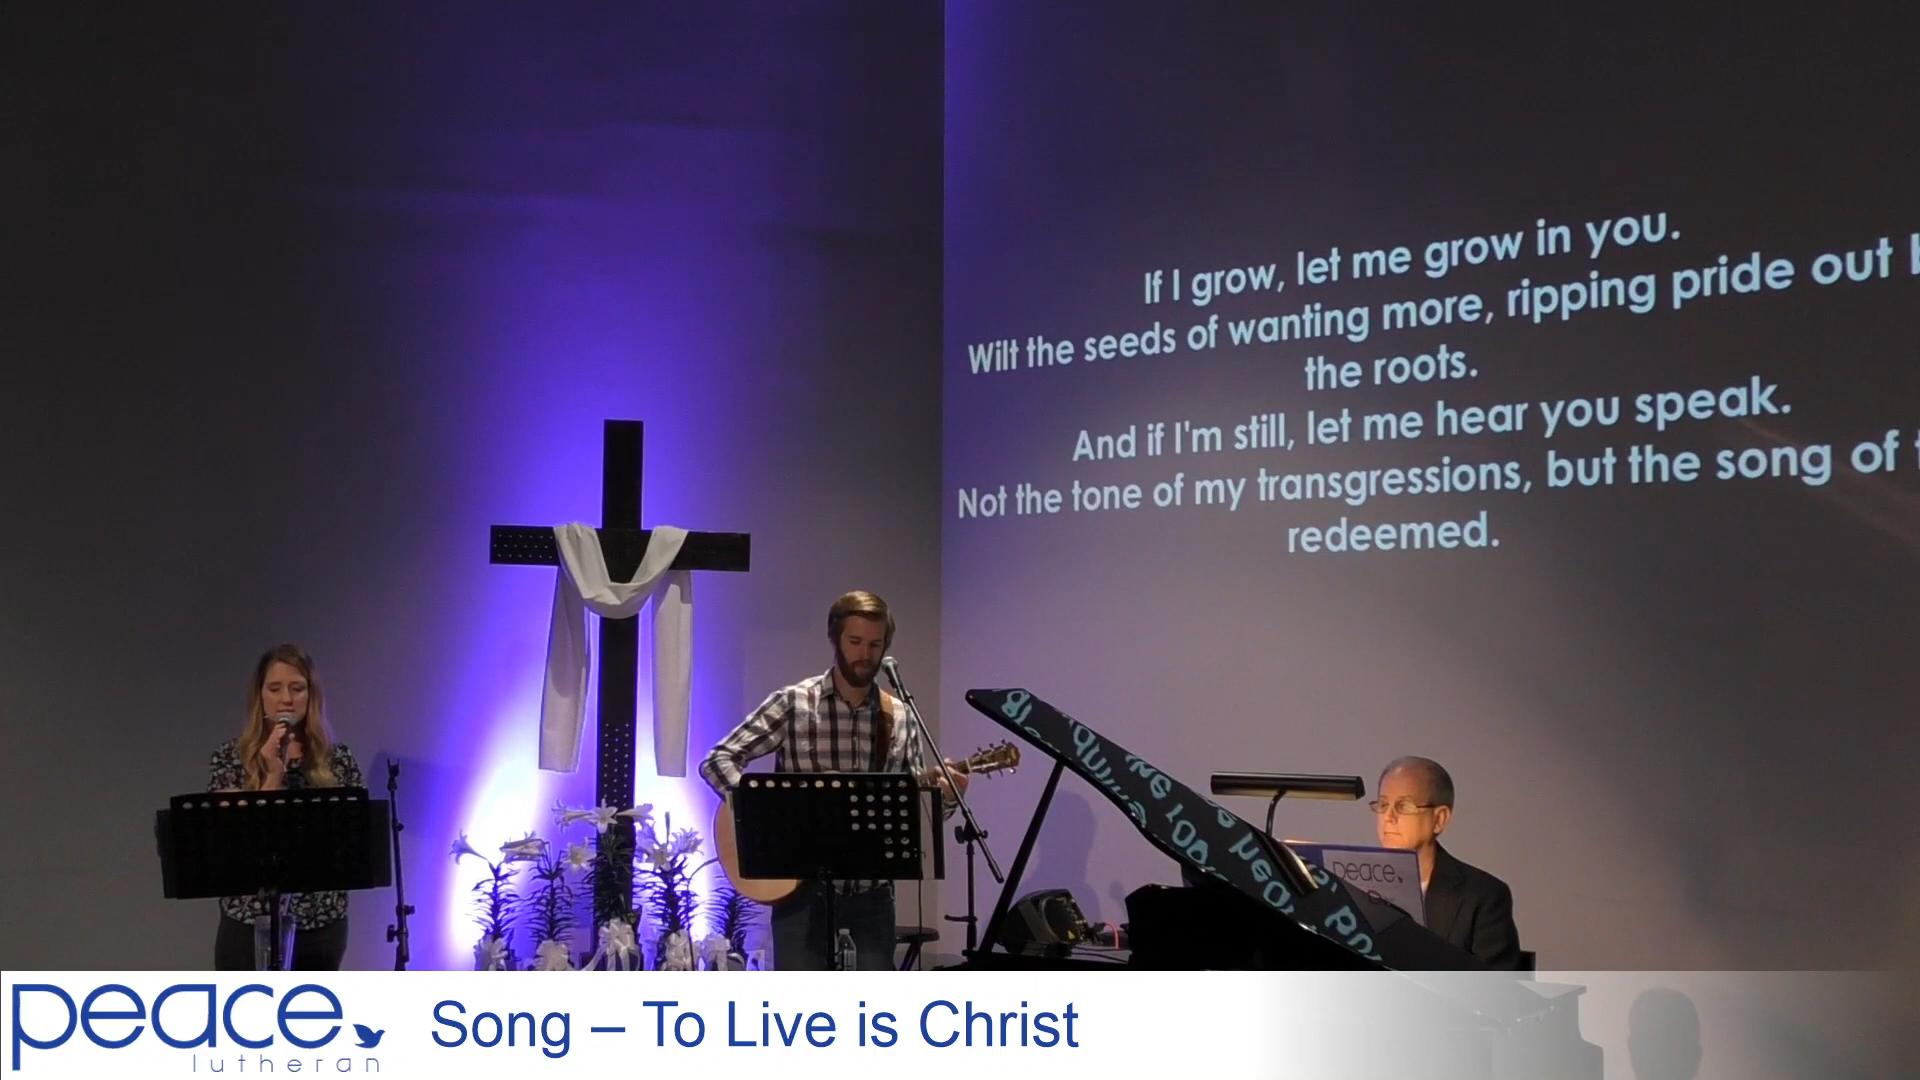 If I grow, let me grow in you.
Wilt the seeds of wanting more, ripping pride out
the roots.
And if I'm still, let me hear you speak.
Not the tone of my transgressions, but the song of
redeemed.
peace.
peace.
lutheran
Song – To Live is Christ